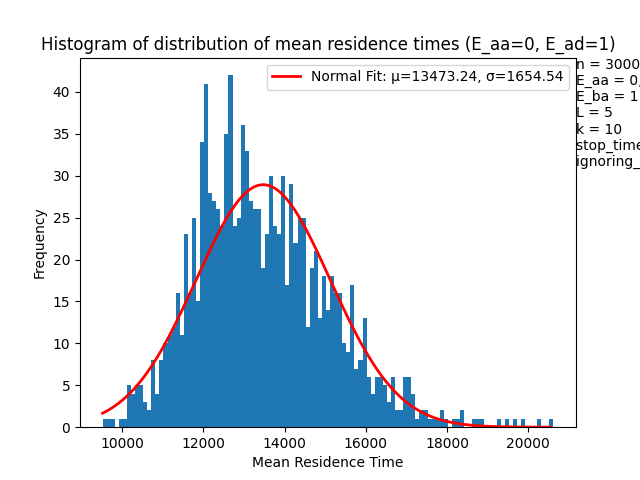 Histogram of distribution of mean residence times (E_aa=0, E_ad=1)
Normal Fit: μ=13473.24, σ=1654.54
n = 3000
E_aa = 0,
E_ba = 1
L = 5
k = 10
stop_time
ignoring_
Frequency
40
35
30
25
20
15
10
5
0
10000 12000 14000 16000 18000 20000
Mean Residence Time